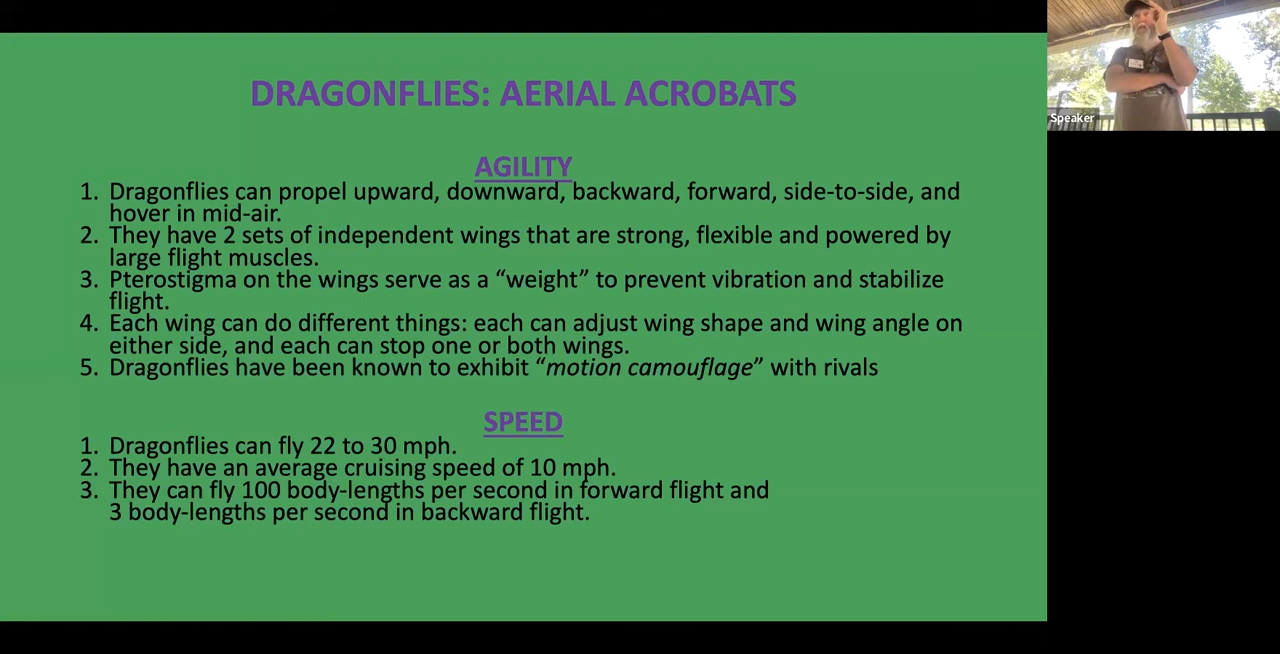 DRAGONFLIES: AERIAL ACROBATS
AGILITY
1. Dragonflies can propel upward, downward, backward, forward, side-to-side, and
hover in mid-air.
2. They have 2 sets of independent wings that are strong, flexible and powered by
large flight muscles.
3. Pterostigma on the wings serve as a “weight” to prevent vibration and stabilize
flight.
4. Each wing can do different things: each can adjust wing shape and wing angle on
either side, and each can stop one or both wings.
5. Dragonflies have been known to exhibit “motion camouflage” with rivals
SPEED
1. Dragonflies can fly 22 to 30 mph.
2. They have an average cruising speed of 10 mph.
3. They can fly 100 body-lengths per second in forward flight and
3 body-lengths per second in backward flight.
Speaker